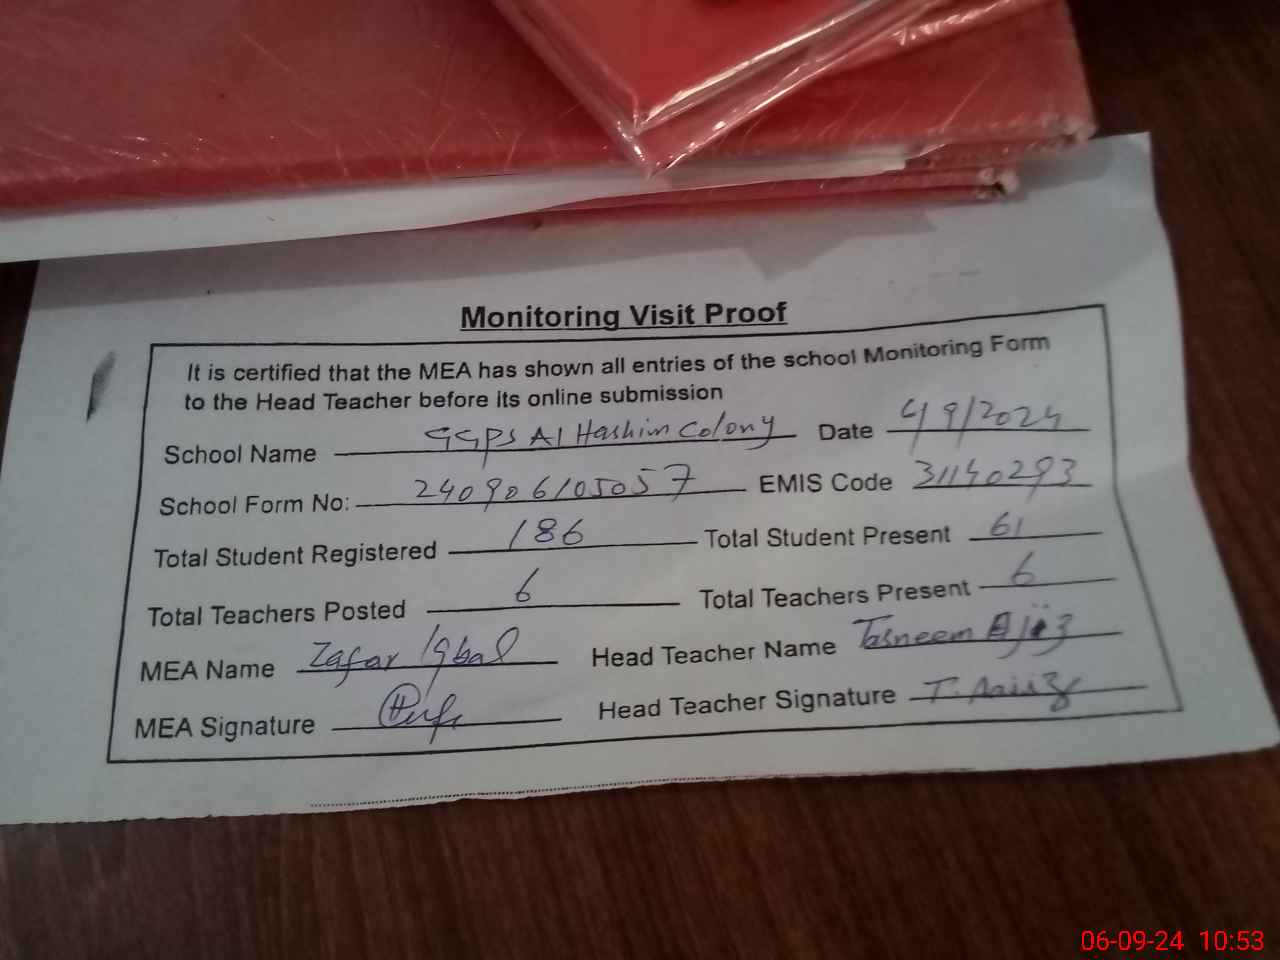 Monitoring Visit Proof
It is certified that the MEA has shown all entries of the school Monitoring Form
to the Head Teacher before its online submission
School Name GGPS Al Hashim Colony Date 4/9/2024
School Form No: 240906105057 EMIS Code 31140293
Total Student Registered 186 Total Student Present 61
Total Teachers Posted 6 Total Teachers Present 6
MEA Name Zafar Iqbal Head Teacher Name Tasneem Ajiz
MEA Signature Head Teacher Signature T.
06-09-24 10:53